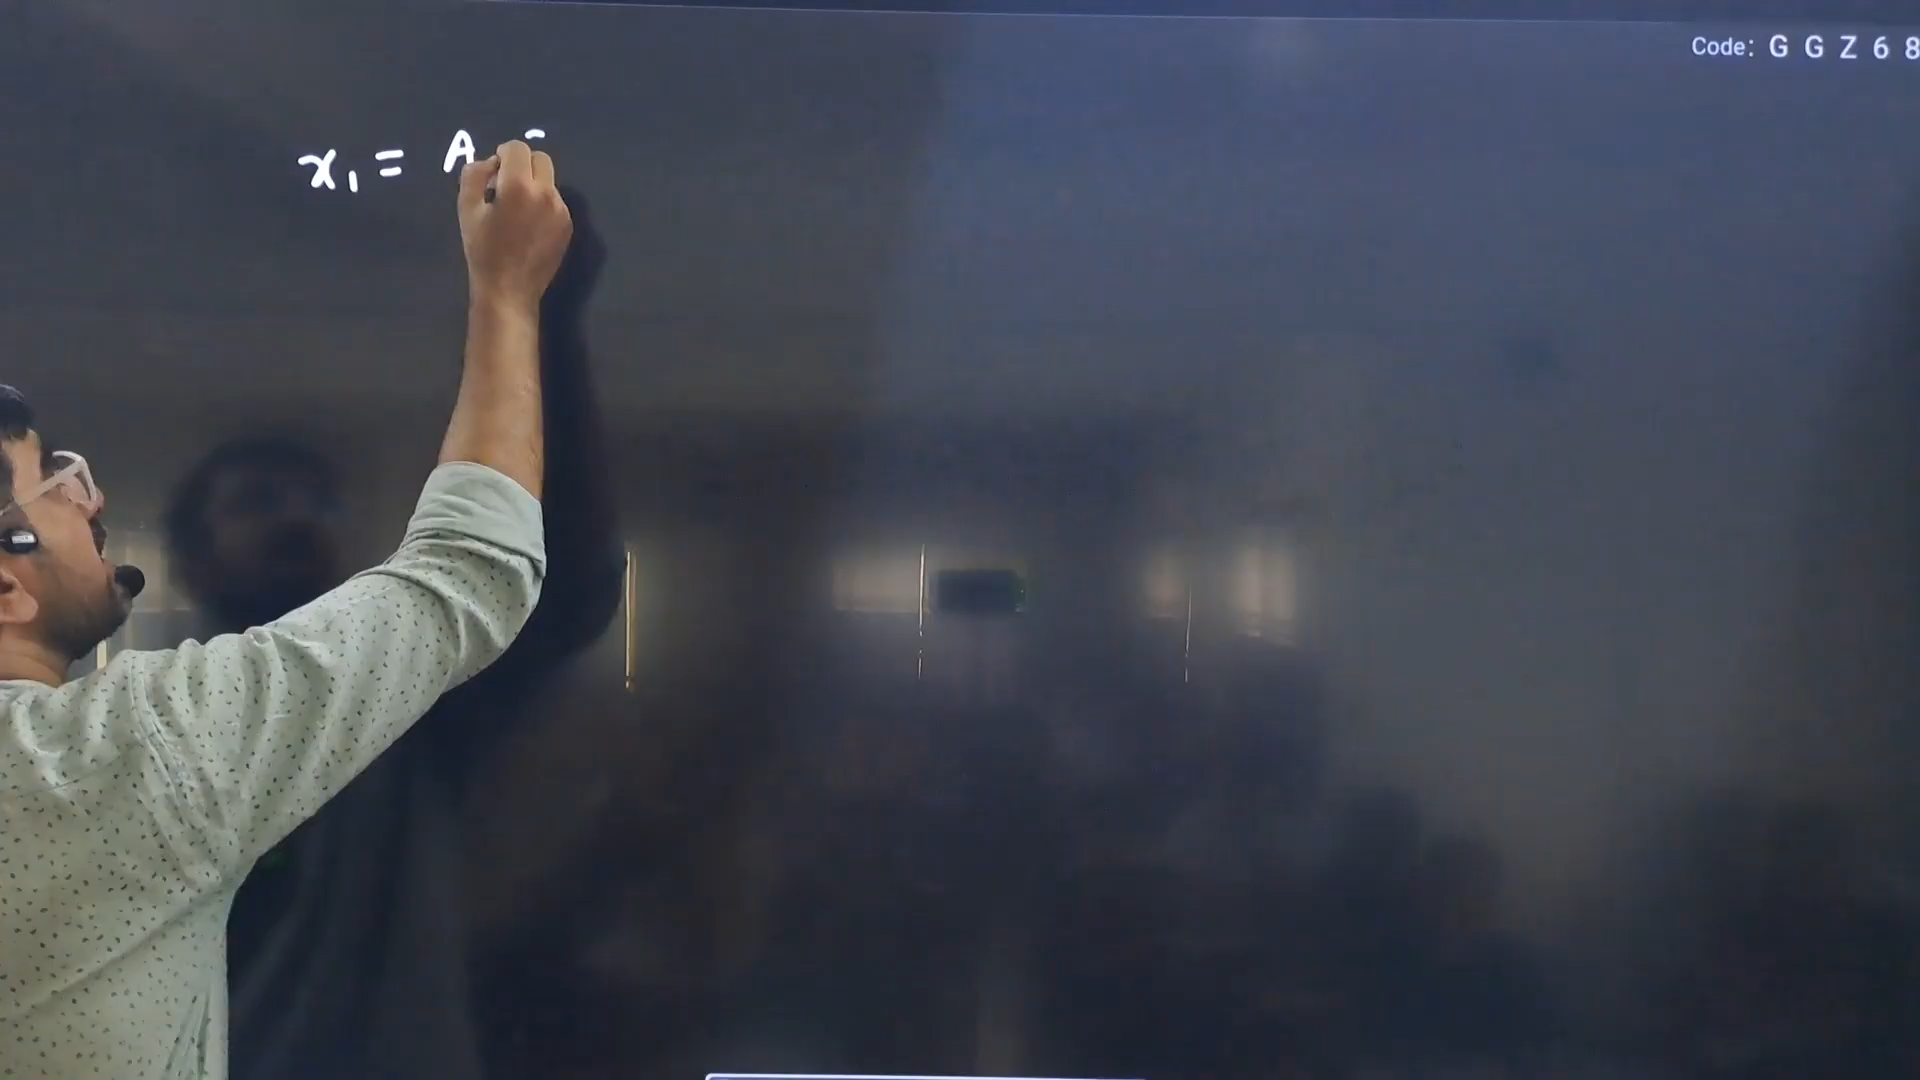 Code: G G Z 6 8
x₁ = A